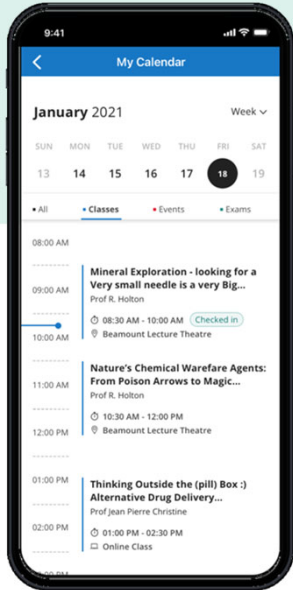 9:41
My Calendar
January 2021
Week
SUN MON TUE WED THU FRI SAT
13 14 15 16 17 18 19
All Classes Events Exams
08:00 AM
Mineral Exploration - looking for a
09:00 AM
Very small needle is a very Big...
Prof R. Holton
08:30 AM - 10:00 AM Checked in
10:00 AM
Beamount Lecture Theatre
Nature's Chemical Warefare Agents:
11:00 AM
From Poison Arrows to Magic...
Prof R. Holton
10:30 AM - 12:00 PM
12:00 PM
Beamount Lecture Theatre
01:00 PM
Thinking Outside the (pill) Box :)
Alternative Drug Delivery...
Prof Jean Pierre Christine
02:00 PM
01:00 PM - 02:30 PM
Online Class